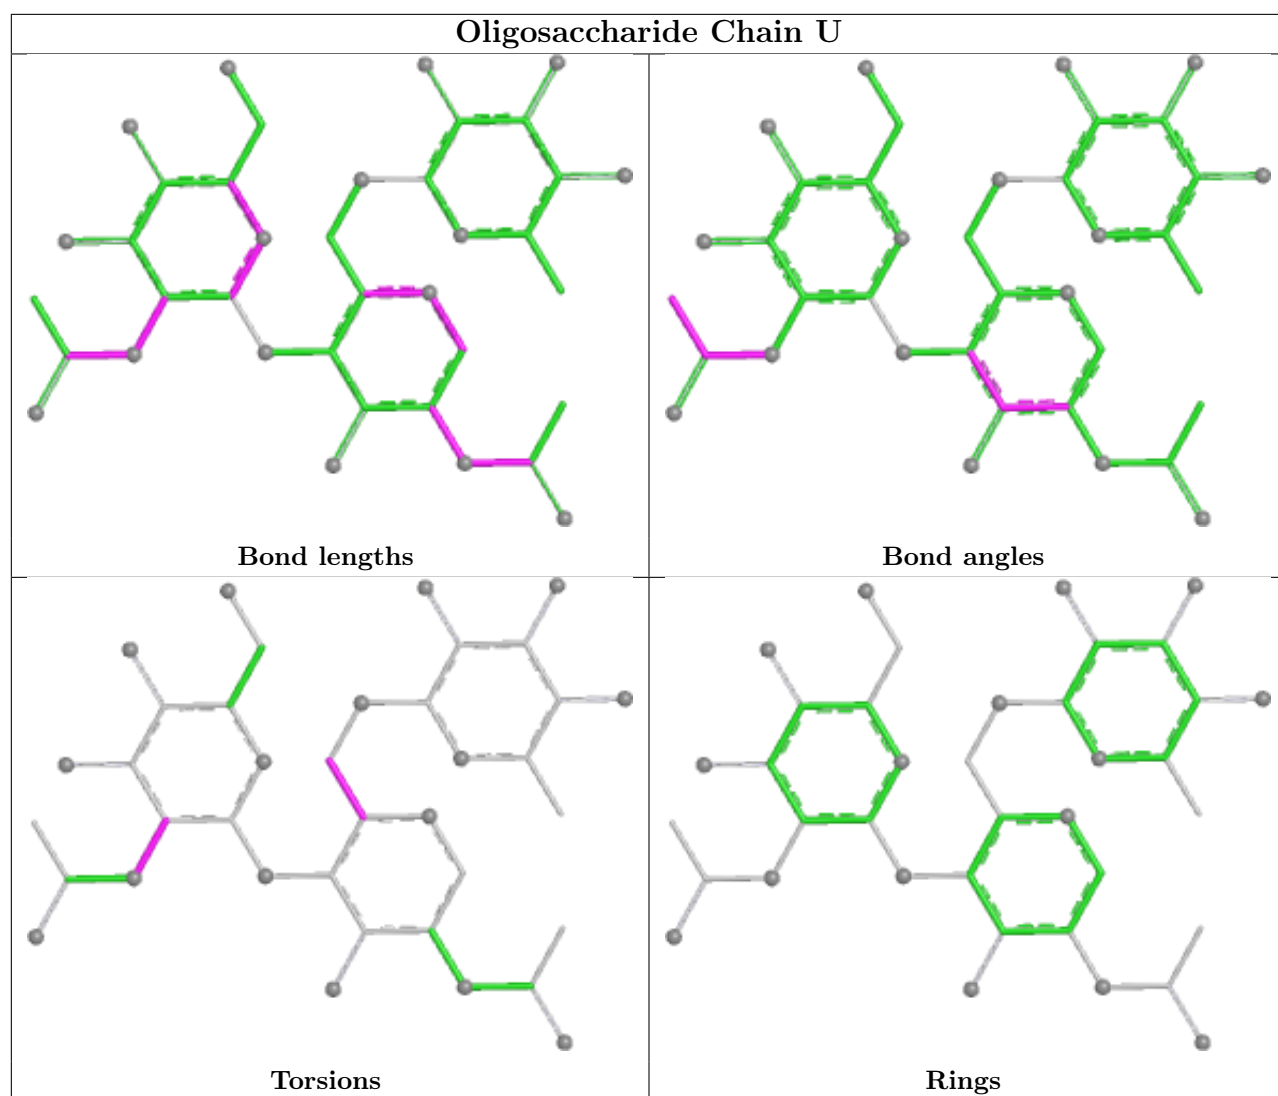 Oligosaccharide Chain U
Bond lengths
Bond angles
Torsions
Rings